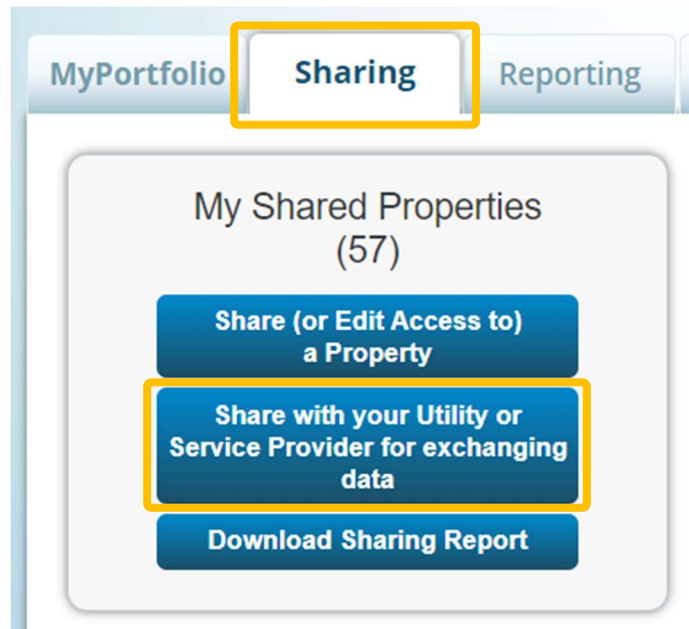 MyPortfolio Sharing Reporting
My Shared Properties
(57)
Share (or Edit Access to)
a Property
Share with your Utility or
Service Provider for exchanging
data
Download Sharing Report